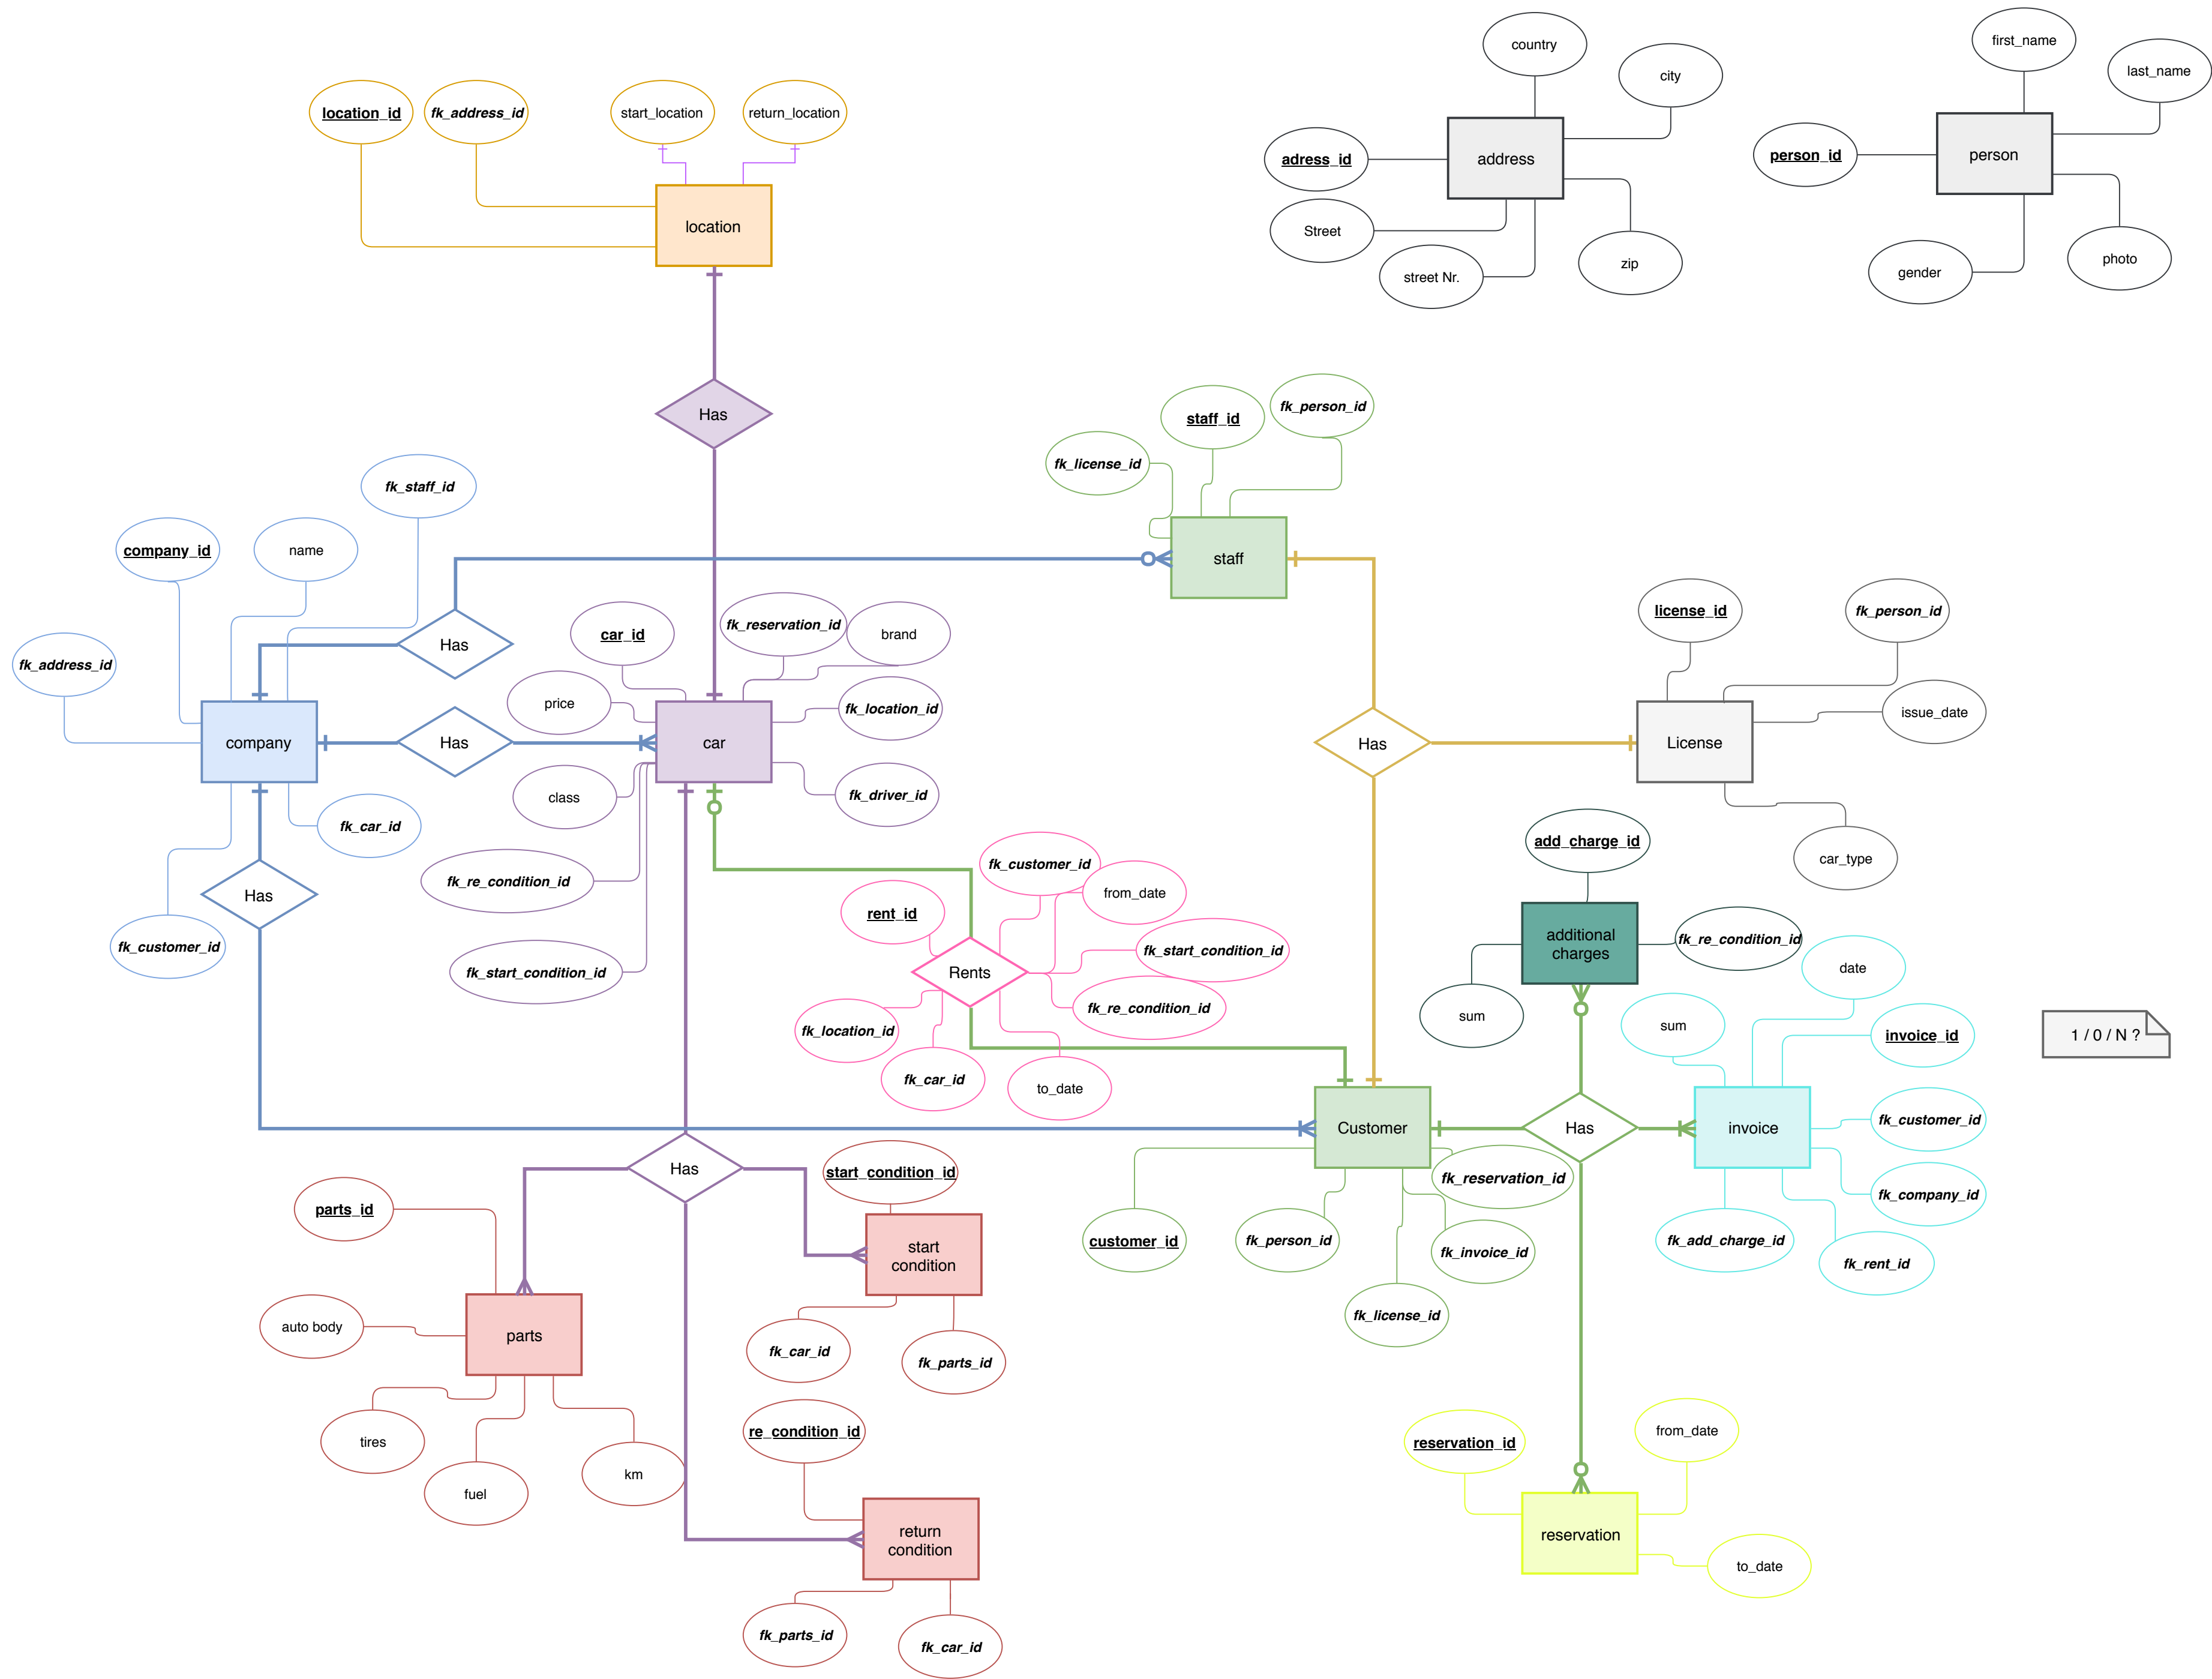 country
city
adress_id
address
Street
street Nr.
zip
first_name
last_name
person_id
person
gender
photo
location_id
fk_address_id
start_location
return_location
location
Has
fk_license_id
staff_id
fk_person_id
staff
fk_staff_id
company_id
name
fk_address_id
Has
company
Has
fk_car_id
Has
fk_customer_id
car_id
fk_reservation_id
brand
price
fk_location_id
car
class
fk_driver_id
fk_re_condition_id
fk_start_condition_id
license_id
fk_person_id
issue_date
License
car_type
Has
fk_customer_id
from_date
rent_id
fk_start_condition_id
Rents
fk_re_condition_id
fk_location_id
fk_car_id
to_date
add_charge_id
additional
charges
fk_re_condition_id
sum
date
sum
invoice_id
1 / 0 / N ?
Customer
Has
invoice
fk_customer_id
fk_reservation_id
fk_company_id
customer_id
fk_person_id
fk_invoice_id
fk_license_id
fk_add_charge_id
fk_rent_id
Has
start_condition_id
parts_id
start
condition
auto body
parts
fk_car_id
fk_parts_id
tires
fuel
km
re_condition_id
return
condition
fk_parts_id
fk_car_id
reservation_id
from_date
reservation
to_date